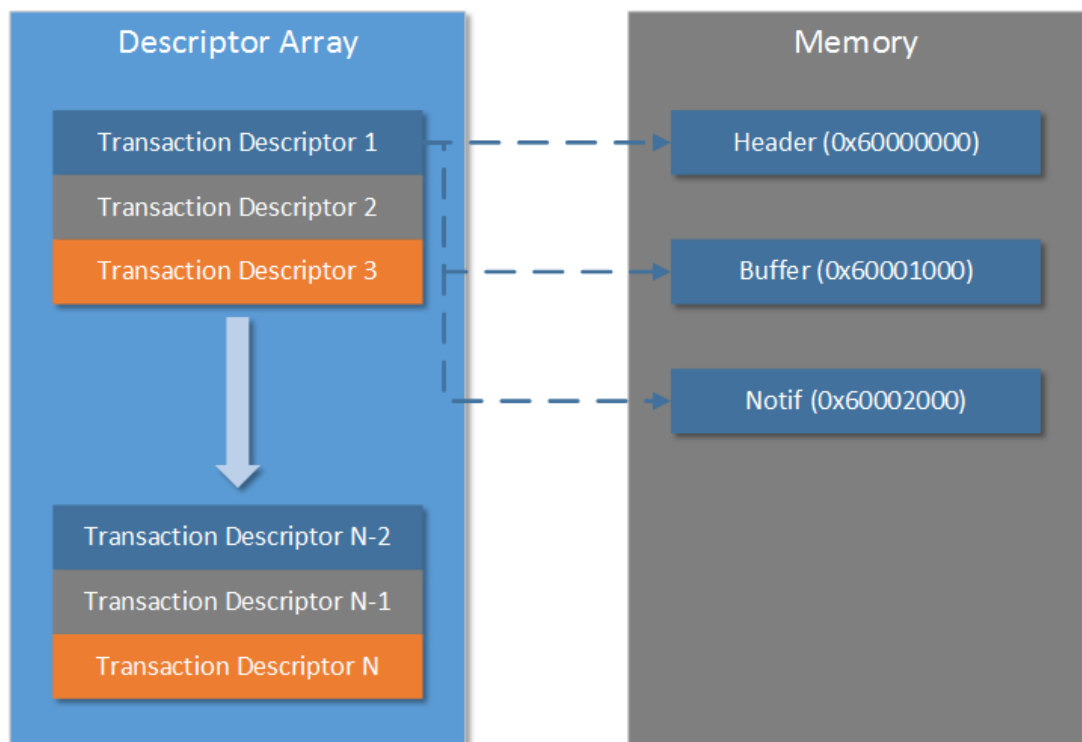 Descriptor Array
Transaction Descriptor 1
Transaction Descriptor 2
Transaction Descriptor 3
Transaction Descriptor N-2
Transaction Descriptor N-1
Transaction Descriptor N
Memory
Header (0x60000000)
Buffer (0x60001000)
Notif (0x60002000)